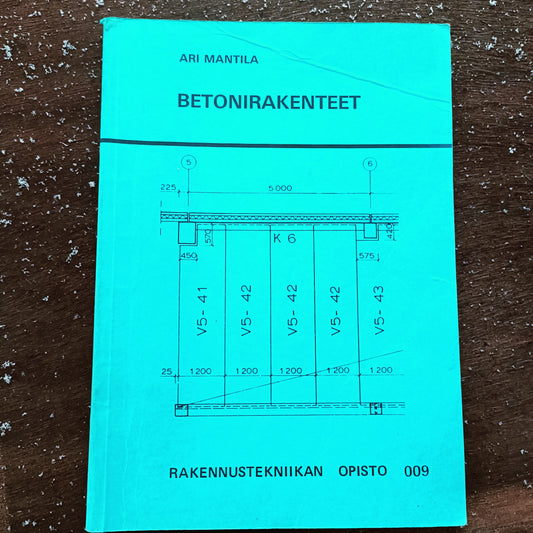 ARI MANTILA
BETONIRAKENTEET
5 6
225 5 000
570 K 6 420
450 575
V5- 41 V5- 42 V5- 42 V5- 42 V5- 43
25 1 200 1 200 1 200 1 200 1 200
RAKENNUSTEKNIIKAN OPISTO 009